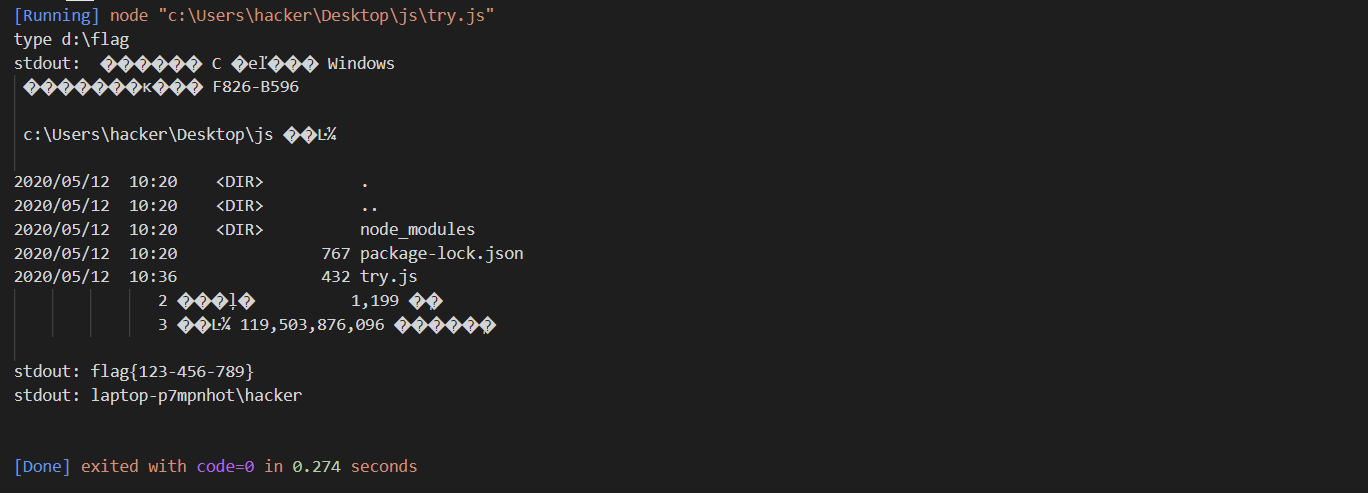 [Running] node "c:\Users\hacker\Desktop\js\try.js"
type d:\flag
stdout:  ������ C �eľ��� Windows
�������к��� F826-B596
c:\Users\hacker\Desktop\js ��Ŀ¼
2020/05/12  10:20    <DIR>          .
2020/05/12  10:20    <DIR>          ..
2020/05/12  10:20    <DIR>          node_modules
2020/05/12  10:20               767 package-lock.json
2020/05/12  10:36               432 try.js
2 ���ļ�          1,199 ��
3 ��Ŀ¼ 119,503,876,096 ������
stdout: flag{123-456-789}
stdout: laptop-p7mpnhot\hacker
[Done] exited with code=0 in 0.274 seconds